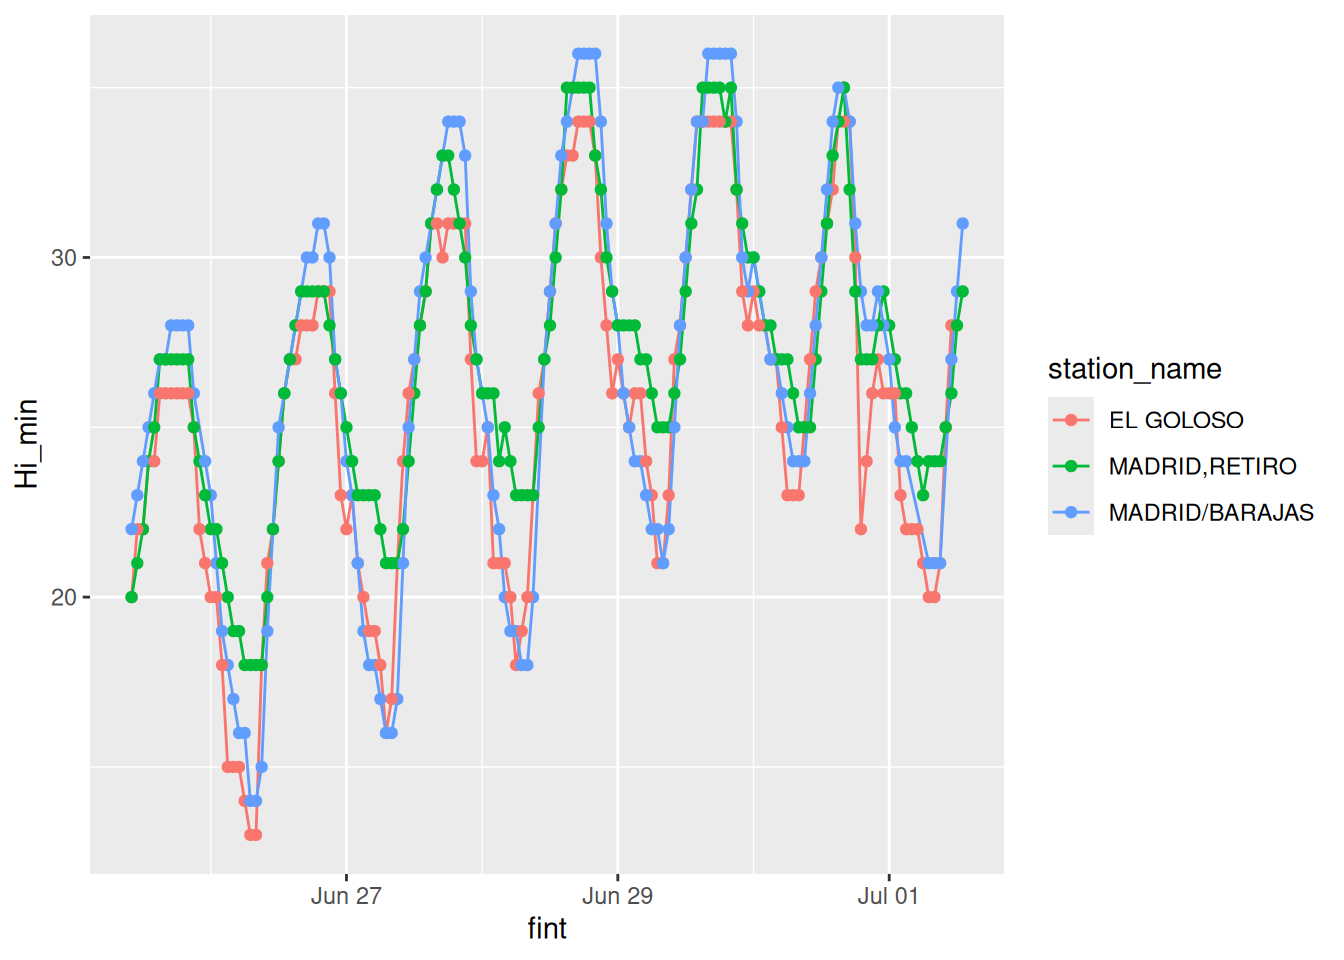 Hi_min
30
20
Jun 27
Jun 29
Jul 01
fint
station_name
EL GOLOSO
MADRID,RETIRO
MADRID/BARAJAS